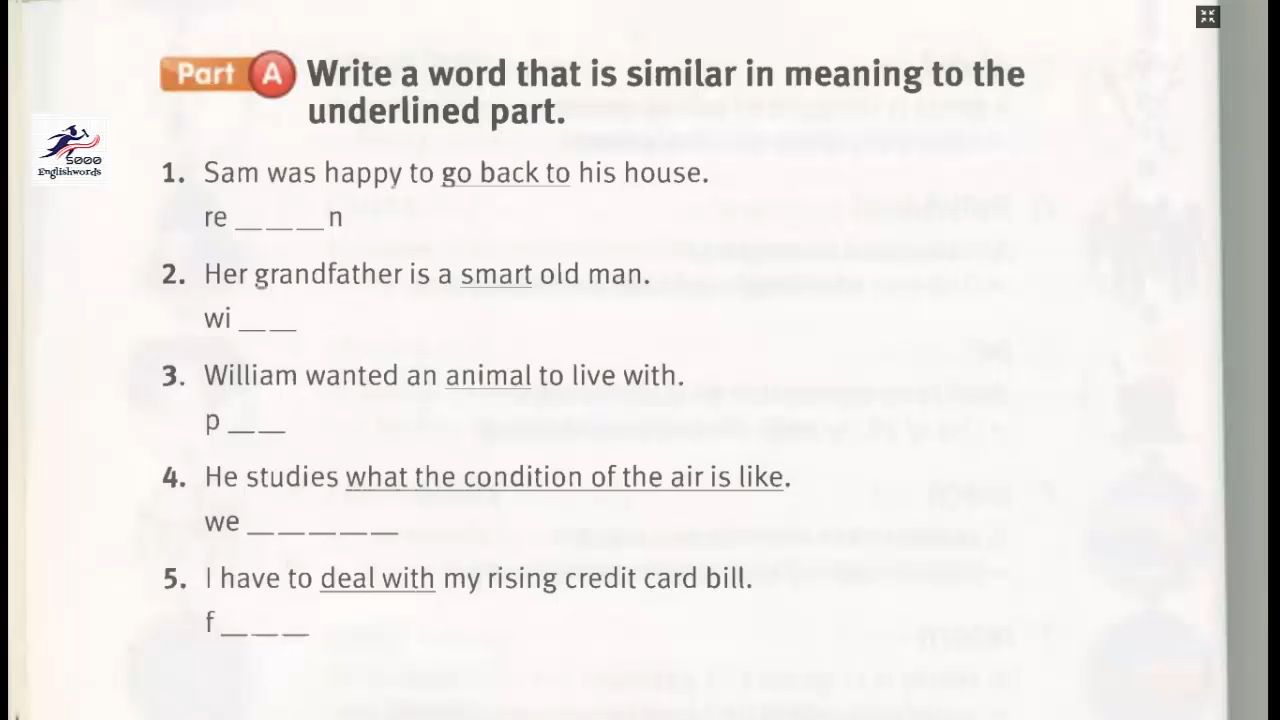 Part A Write a word that is similar in meaning to the
underlined part.
5000
Englishwords
1. Sam was happy to go back to his house.
re _ _ _ n
2. Her grandfather is a smart old man.
wi _ _
3. William wanted an animal to live with.
p _ _
4. He studies what the condition of the air is like.
we _ _ _ _ _
5. I have to deal with my rising credit card bill.
f _ _ _